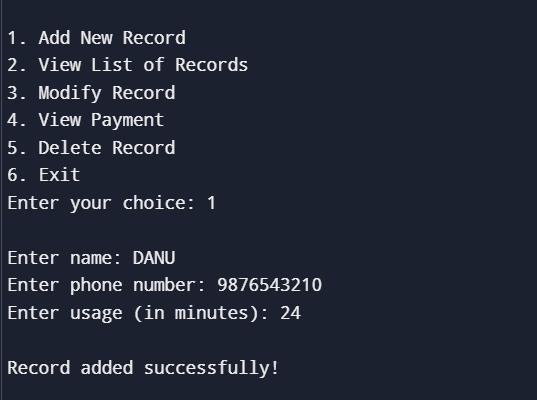 1. Add New Record
2. View List of Records
3. Modify Record
4. View Payment
5. Delete Record
6. Exit
Enter your choice: 1
Enter name: DANU
Enter phone number: 9876543210
Enter usage (in minutes): 24
Record added successfully!